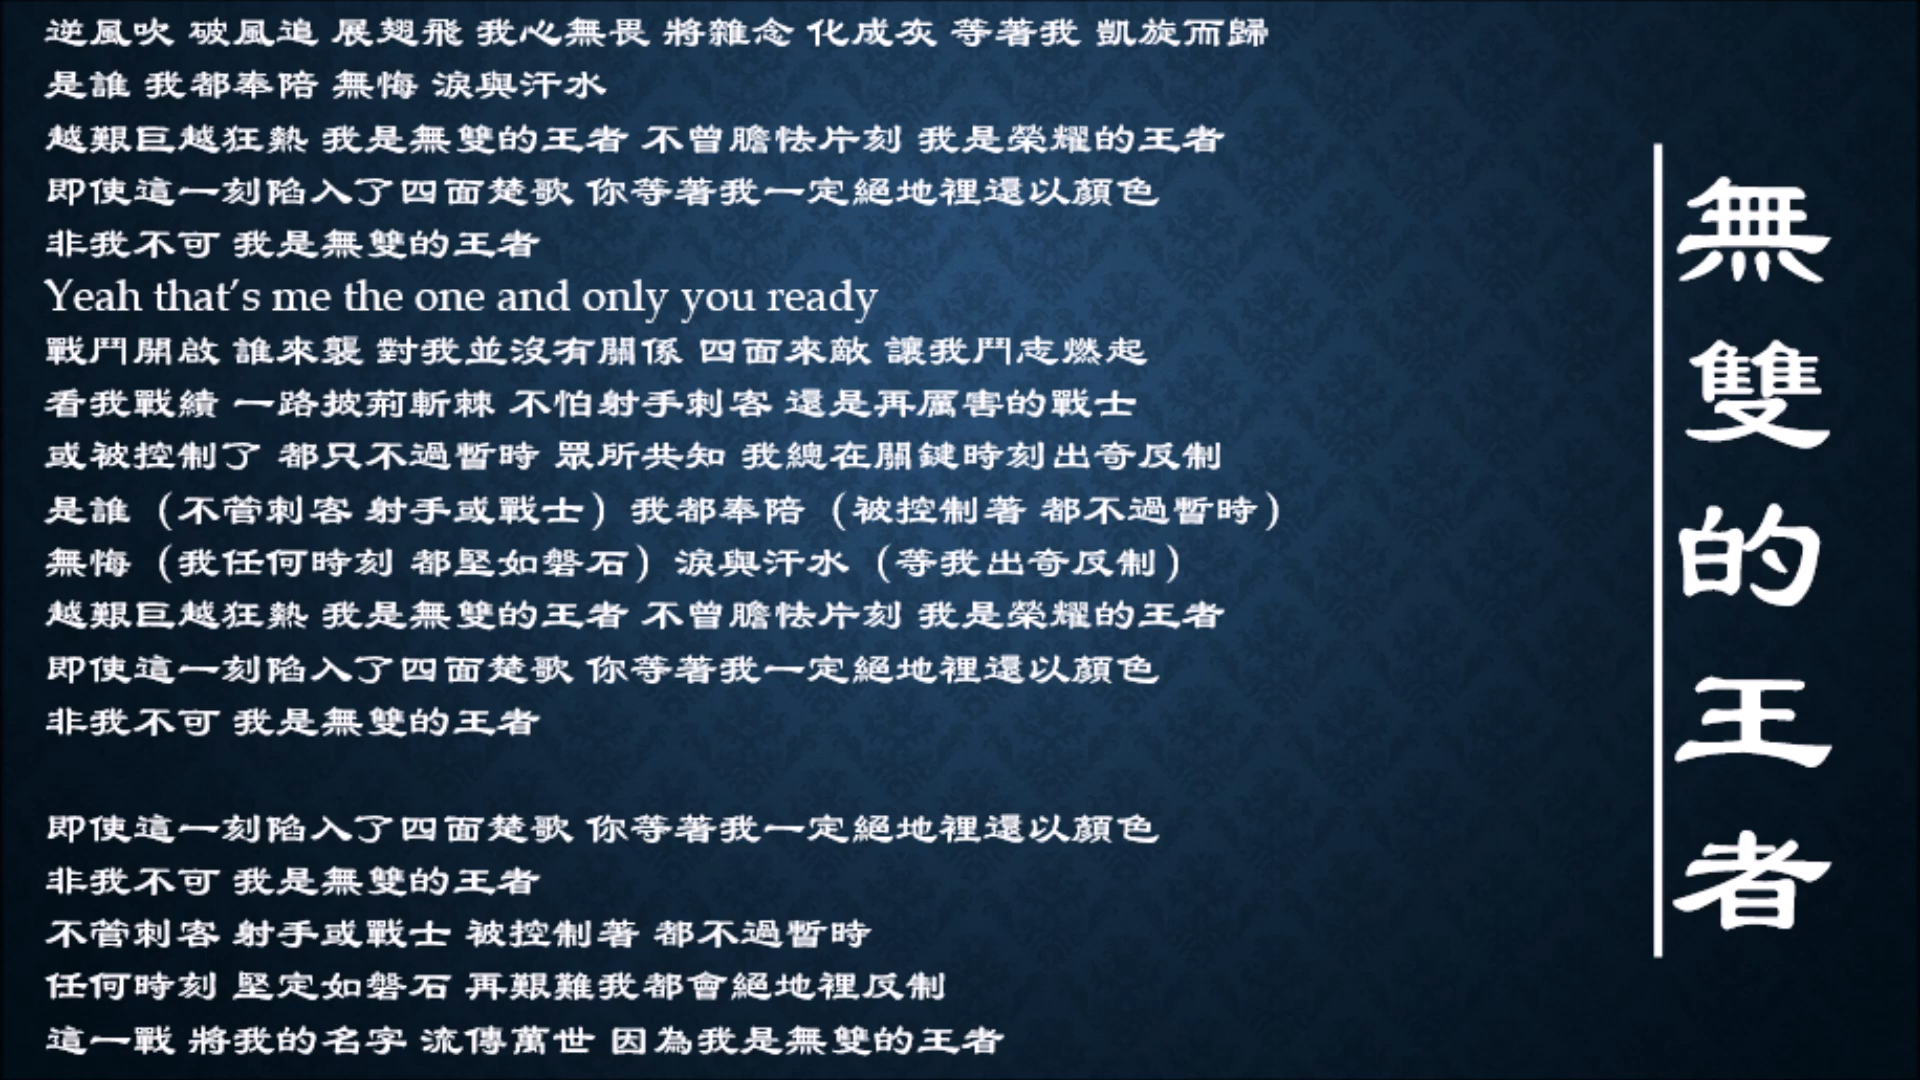 逆風吹 破風追 展翅飛 我心無畏 將雜念 化成灰 等著我 凱旋而歸
是誰 我都奉陪 無悔 淚與汗水
越艱巨越狂熱 我是無雙的王者 不曾膽怯片刻 我是榮耀的王者
即使這一刻陷入了四面楚歌 你等著我一定絕地裡還以顏色
非我不可 我是無雙的王者
Yeah that's me the one and only you ready
戰鬥開啟 誰來襲 對我並沒有關係 四面來敵 讓我鬥志燃起
看我戰績 一路披荊斬棘 不怕射手刺客 還是再厲害的戰士
或被控制了 都只不過暫時 眾所共知 我總在關鍵時刻出奇反制
是誰（不管刺客 射手或戰士）我都奉陪（被控制著 都不過暫時）
無悔（我任何時刻 都堅如磐石）淚與汗水（等我出奇反制）
越艱巨越狂熱 我是無雙的王者 不曾膽怯片刻 我是榮耀的王者
即使這一刻陷入了四面楚歌 你等著我一定絕地裡還以顏色
非我不可 我是無雙的王者
即使這一刻陷入了四面楚歌 你等著我一定絕地裡還以顏色
非我不可 我是無雙的王者
不管刺客 射手或戰士 被控制著 都不過暫時
任何時刻 堅定如磐石 再艱難我都會絕地裡反制
這一戰 將我的名字 流傳萬世 因為我是無雙的王者
無雙的王者